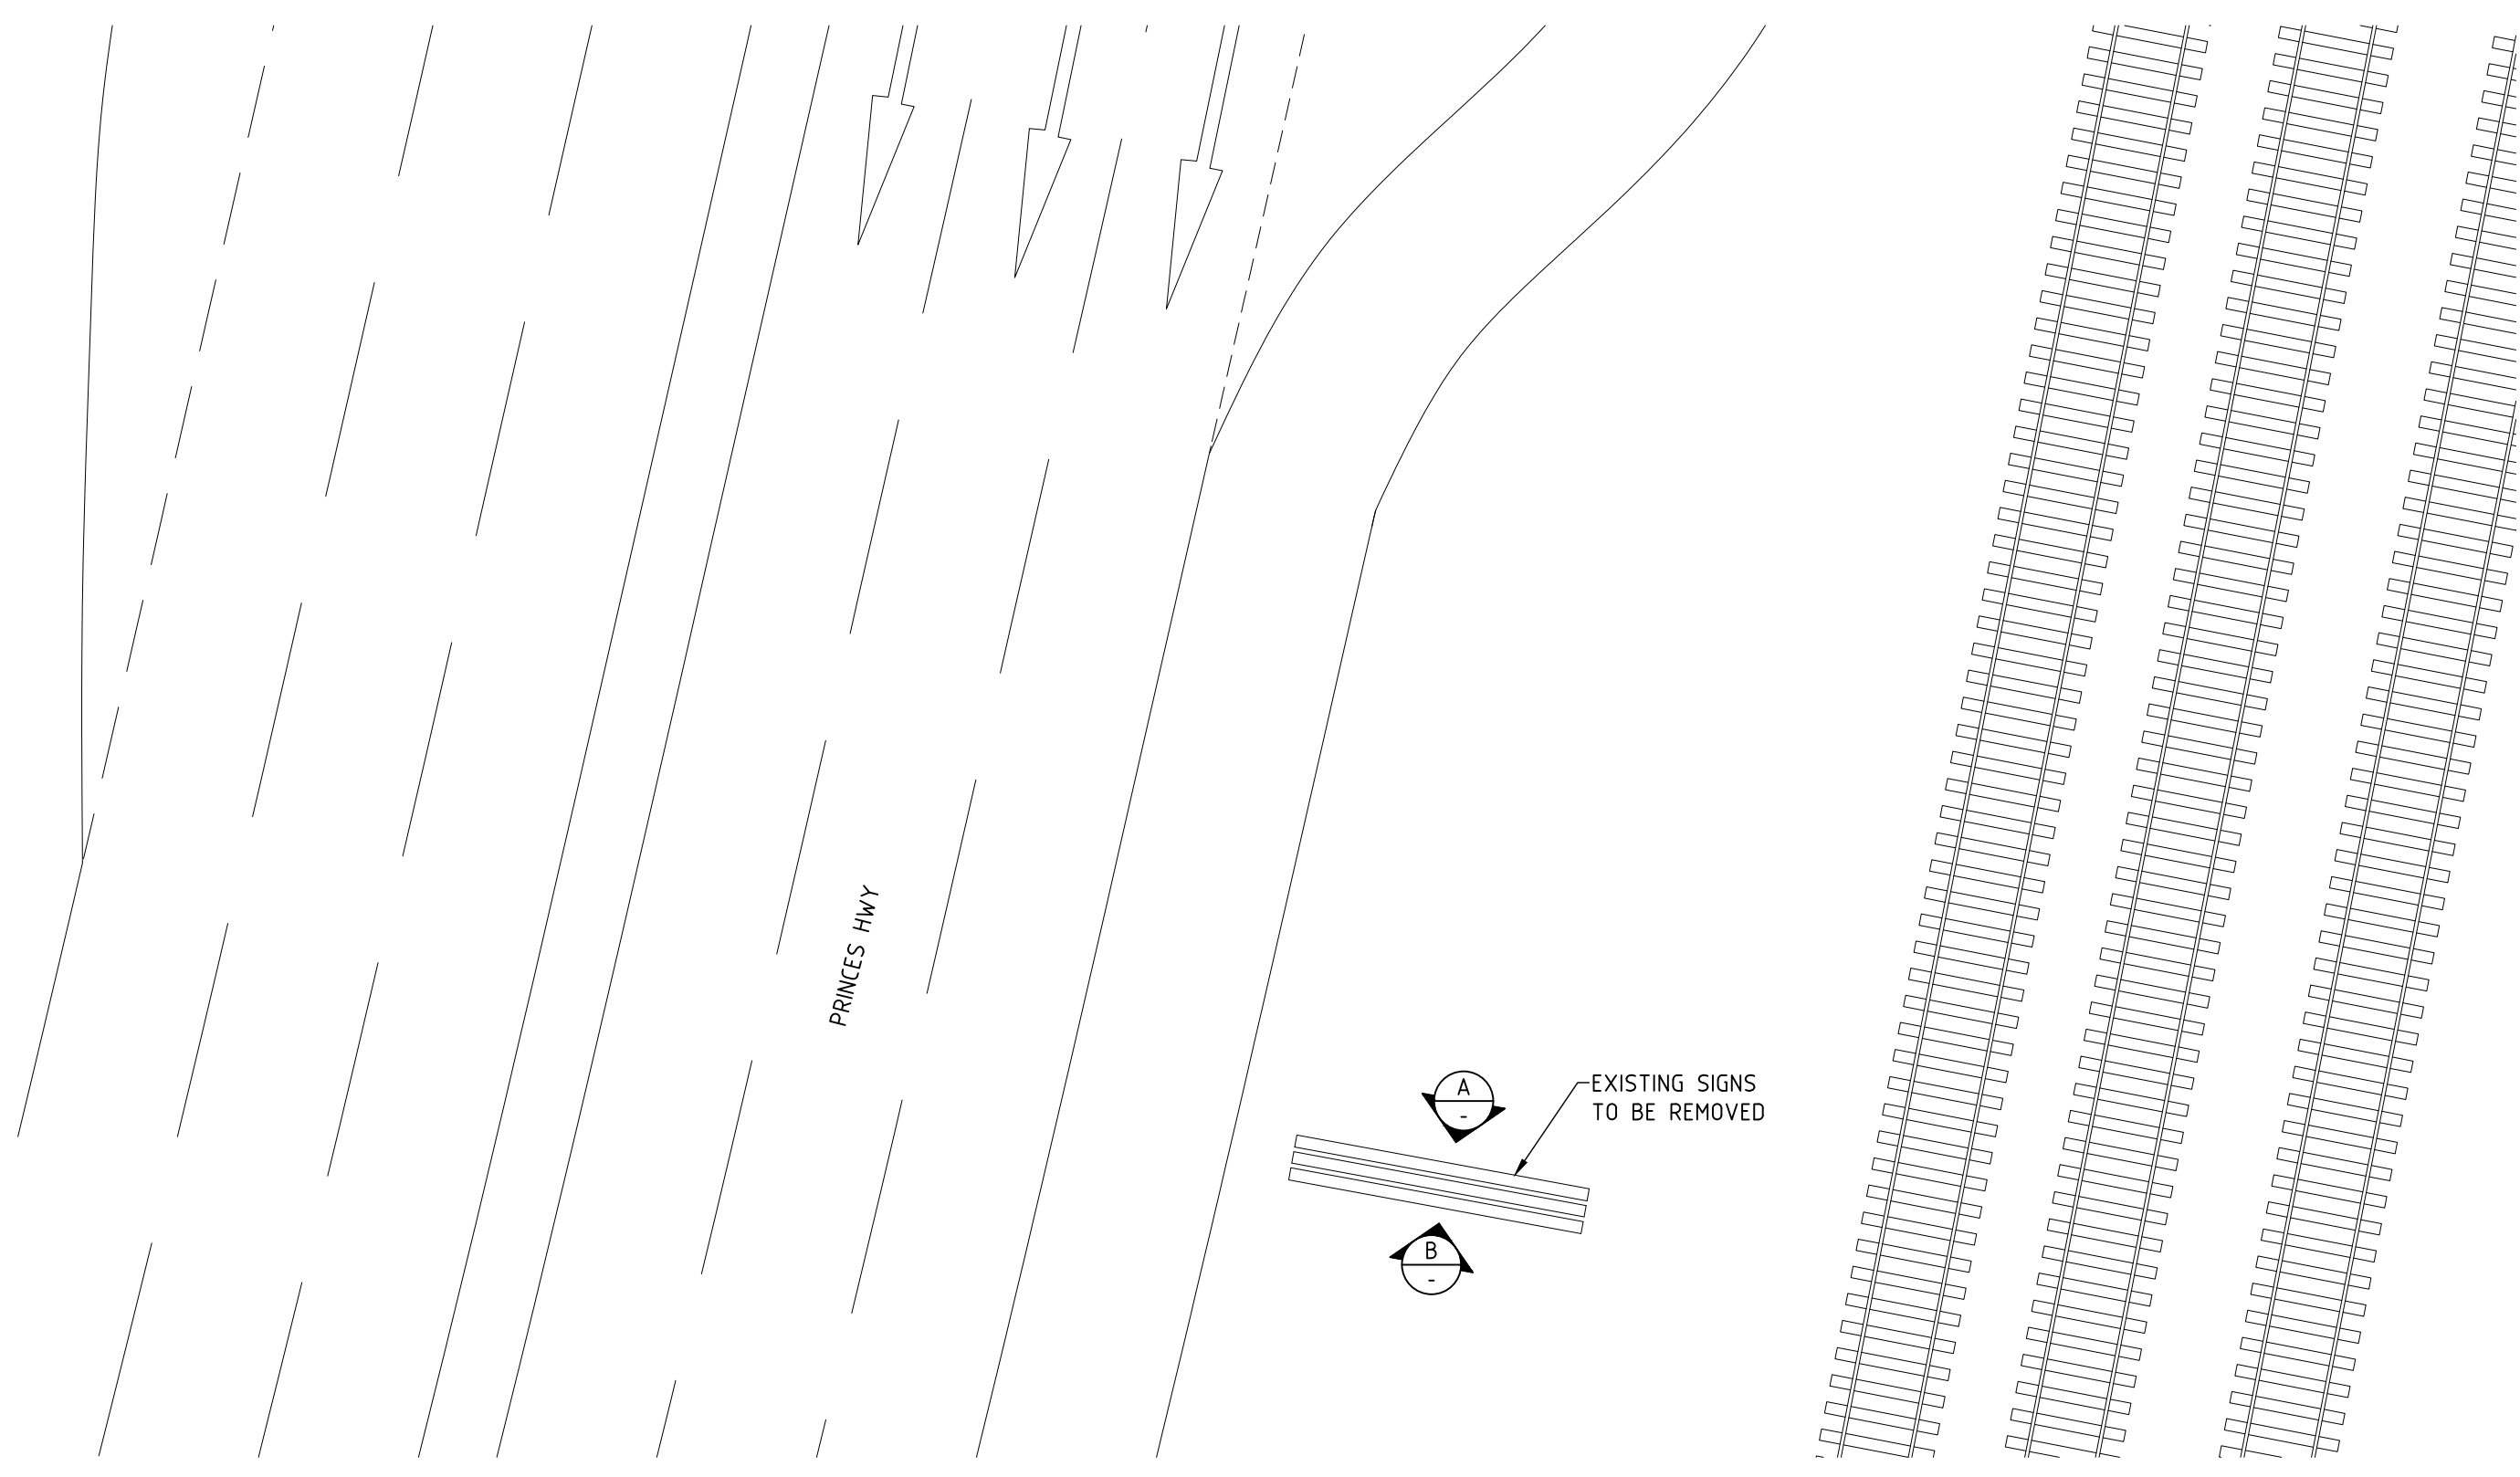 PRINCES HWY
A
-
EXISTING SIGNS
TO BE REMOVED
B
-